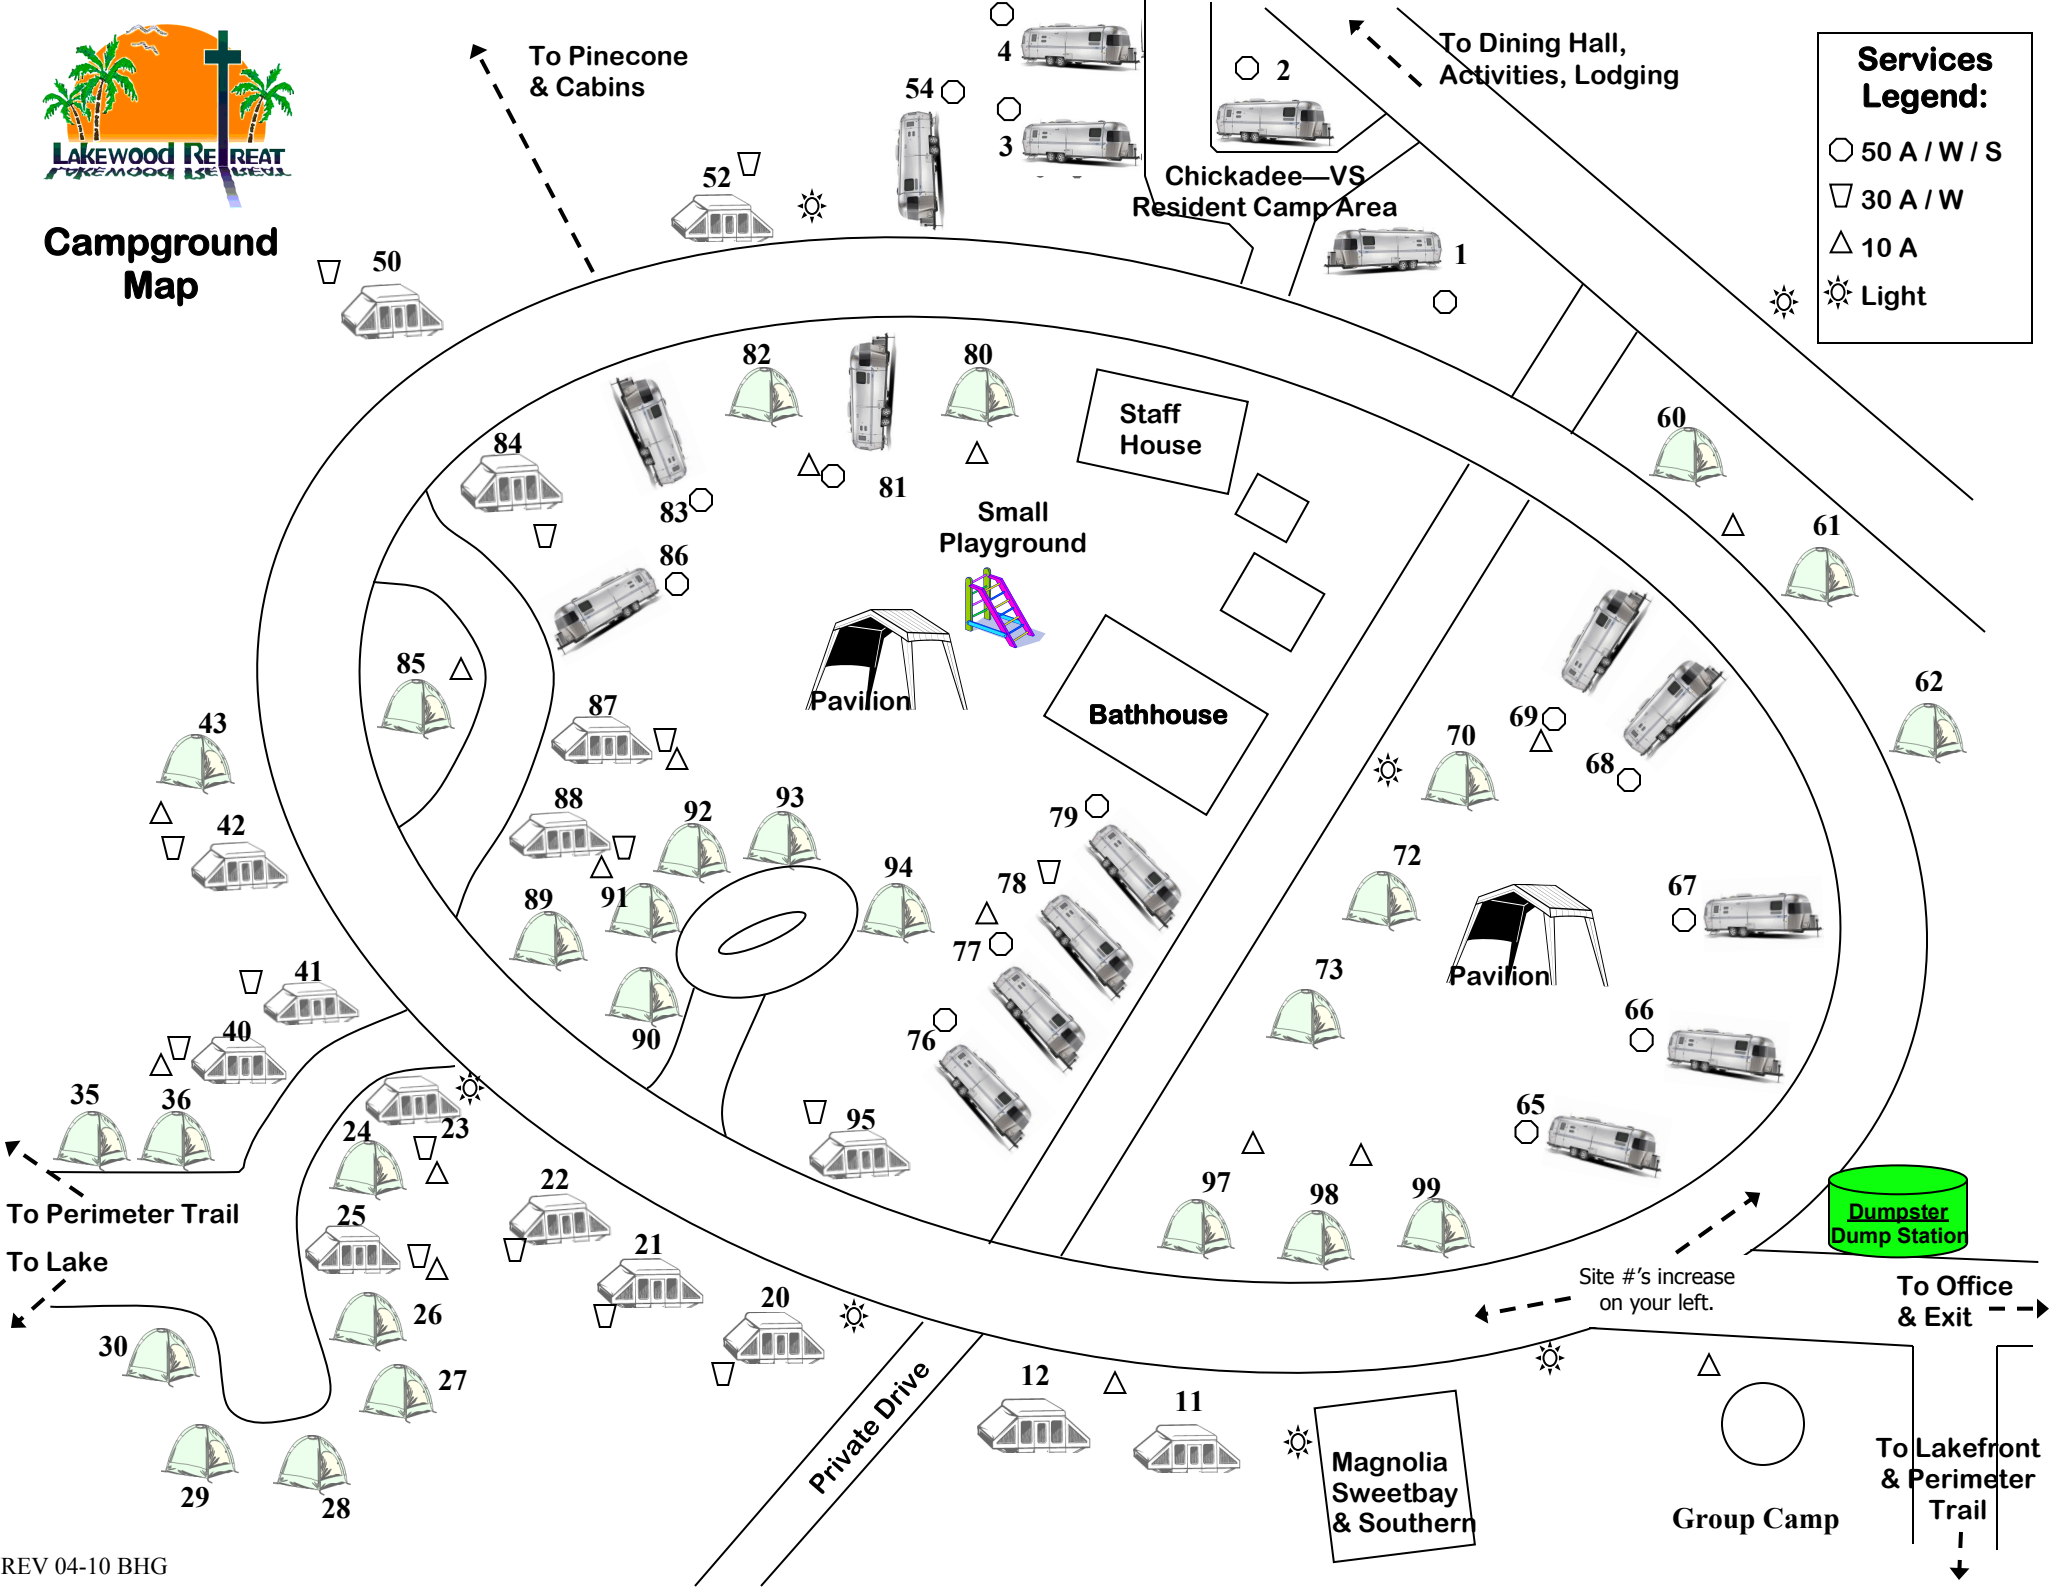 LAKEWOOD RETREAT
Campground
Map
To Pinecone
& Cabins
To Dining Hall,
Activities, Lodging
Services
Legend:
50 A / W / S
30 A / W
10 A
Light
4
3
2
54
52
50
Chickadee—VS
Resident Camp Area
1
82
80
84
83
81
86
Staff
House
Small
Playground
60
61
62
85
87
Pavilion
Bathhouse
43
42
88
92
93
94
89
91
90
79
78
77
76
70
69
68
72
67
Pavilion
73
66
65
41
40
35
36
23
24
25
22
21
20
95
97
98
99
To Perimeter Trail
To Lake
26
27
30
29
28
Dumpster
Dump Station
Site #'s increase
on your left.
To Office
& Exit
Private Drive
12
11
Magnolia
Sweetbay
& Southern
Group Camp
To Lakefront
& Perimeter
Trail
REV 04-10 BHG